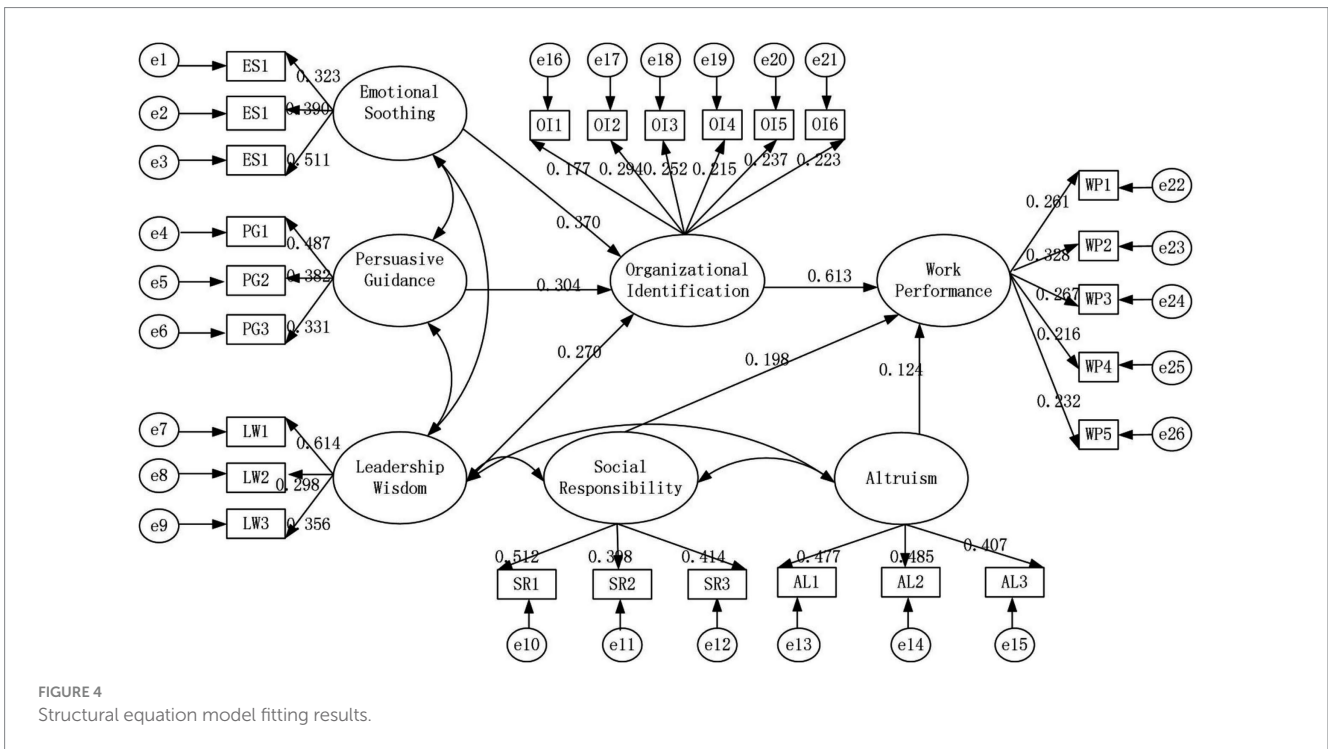 e1
ES1
0.323
e2
ES1
0.390
e3
ES1
0.511
Emotional
Soothing
e16
e17
e18
e19
e20
e21
OI1
OI2
OI3
OI4
OI5
OI6
0.177
0.294
0.252
0.215
0.237
0.223
0.370
e4
PG1
0.487
e5
PG2
0.382
e6
PG3
0.331
Persuasive
Guidance
0.304
Organizational
Identification
0.613
Work
Performance
0.261
WP1
e22
0.328
WP2
e23
0.267
WP3
e24
0.216
WP4
e25
0.232
WP5
e26
0.270
0.198
0.124
e7
LW1
0.614
e8
LW2
0.298
e9
LW3
0.356
Leadership
Wisdom
Social
Responsibility
Altruism
0.512
0.398
0.414
0.477
0.485
0.407
SR1
SR2
SR3
AL1
AL2
AL3
e10
e11
e12
e13
e14
e15
FIGURE 4
Structural equation model fitting results.